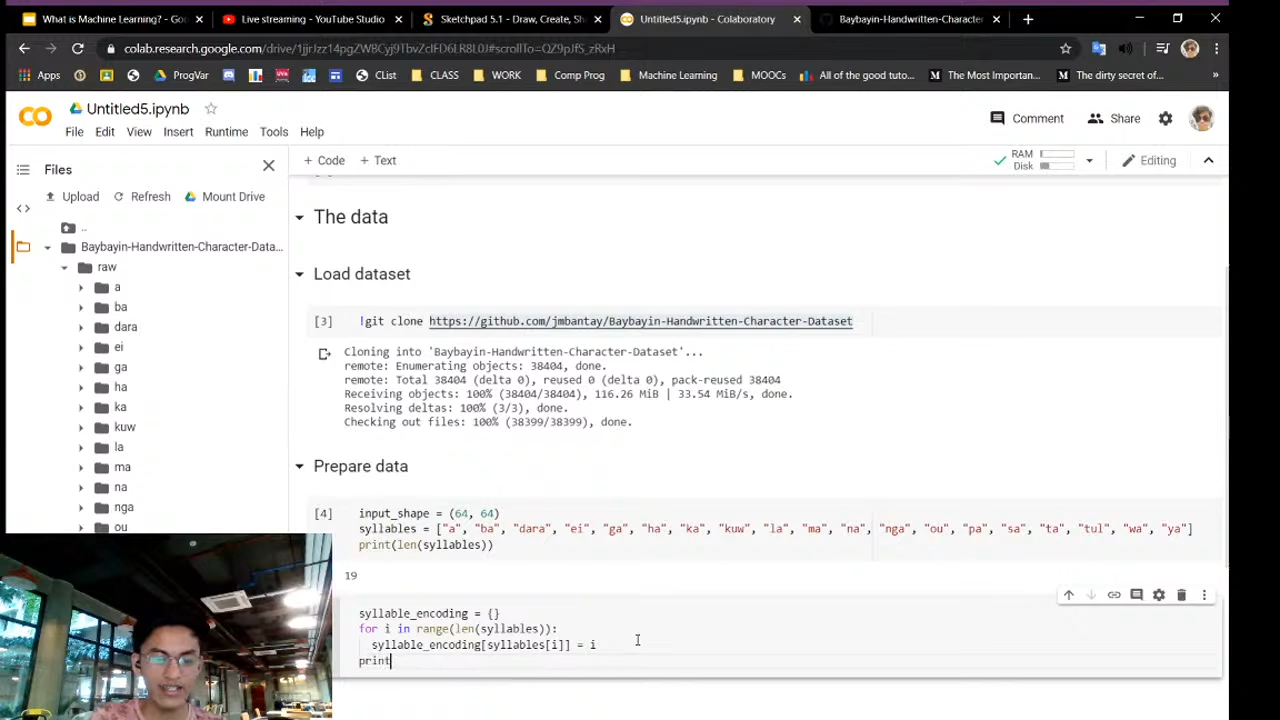 What is Machine Learning? - Goo
Live streaming - YouTube Studio
Sketchpad 5.1 - Draw, Create, Sh
Untitled5.ipynb - Colaboratory
Baybayin-Handwritten-Character
colab.research.google.com/drive/1jjrJzz14pgZW8Cyj9TbvZcIFD6LR8L0J#scrollTo=QZ9pJfS_zRxH
Apps
ProgVar
CList
CLASS
WORK
Comp Prog
Machine Learning
MOOCs
All of the good tuto...
The Most Importan...
The dirty secret of...
»
CO
Untitled5.ipynb
File Edit View Insert Runtime Tools Help
Comment
Share
Files
+ Code + Text
RAM
Disk
Editing
Upload Refresh Mount Drive
..
Baybayin-Handwritten-Character-Data...
raw
a
ba
dara
ei
ga
ha
ka
kuw
la
ma
na
nga
ou
The data
Load dataset
[3] !git clone https://github.com/jmbantay/Baybayin-Handwritten-Character-Dataset
Cloning into 'Baybayin-Handwritten-Character-Dataset'...
remote: Enumerating objects: 38404, done.
remote: Total 38404 (delta 0), reused 0 (delta 0), pack-reused 38404
Receiving objects: 100% (38404/38404), 116.26 MiB | 33.54 MiB/s, done.
Resolving deltas: 100% (3/3), done.
Checking out files: 100% (38399/38399), done.
Prepare data
[4] input_shape = (64, 64)
syllables = ["a", "ba", "dara", "ei", "ga", "ha", "ka", "kuw", "la", "ma", "na", "nga", "ou", "pa", "sa", "ta", "tul", "wa", "ya"]
print(len(syllables))
19
syllable_encoding = {}
for i in range(len(syllables)):
syllable_encoding[syllables[i]] = i
print